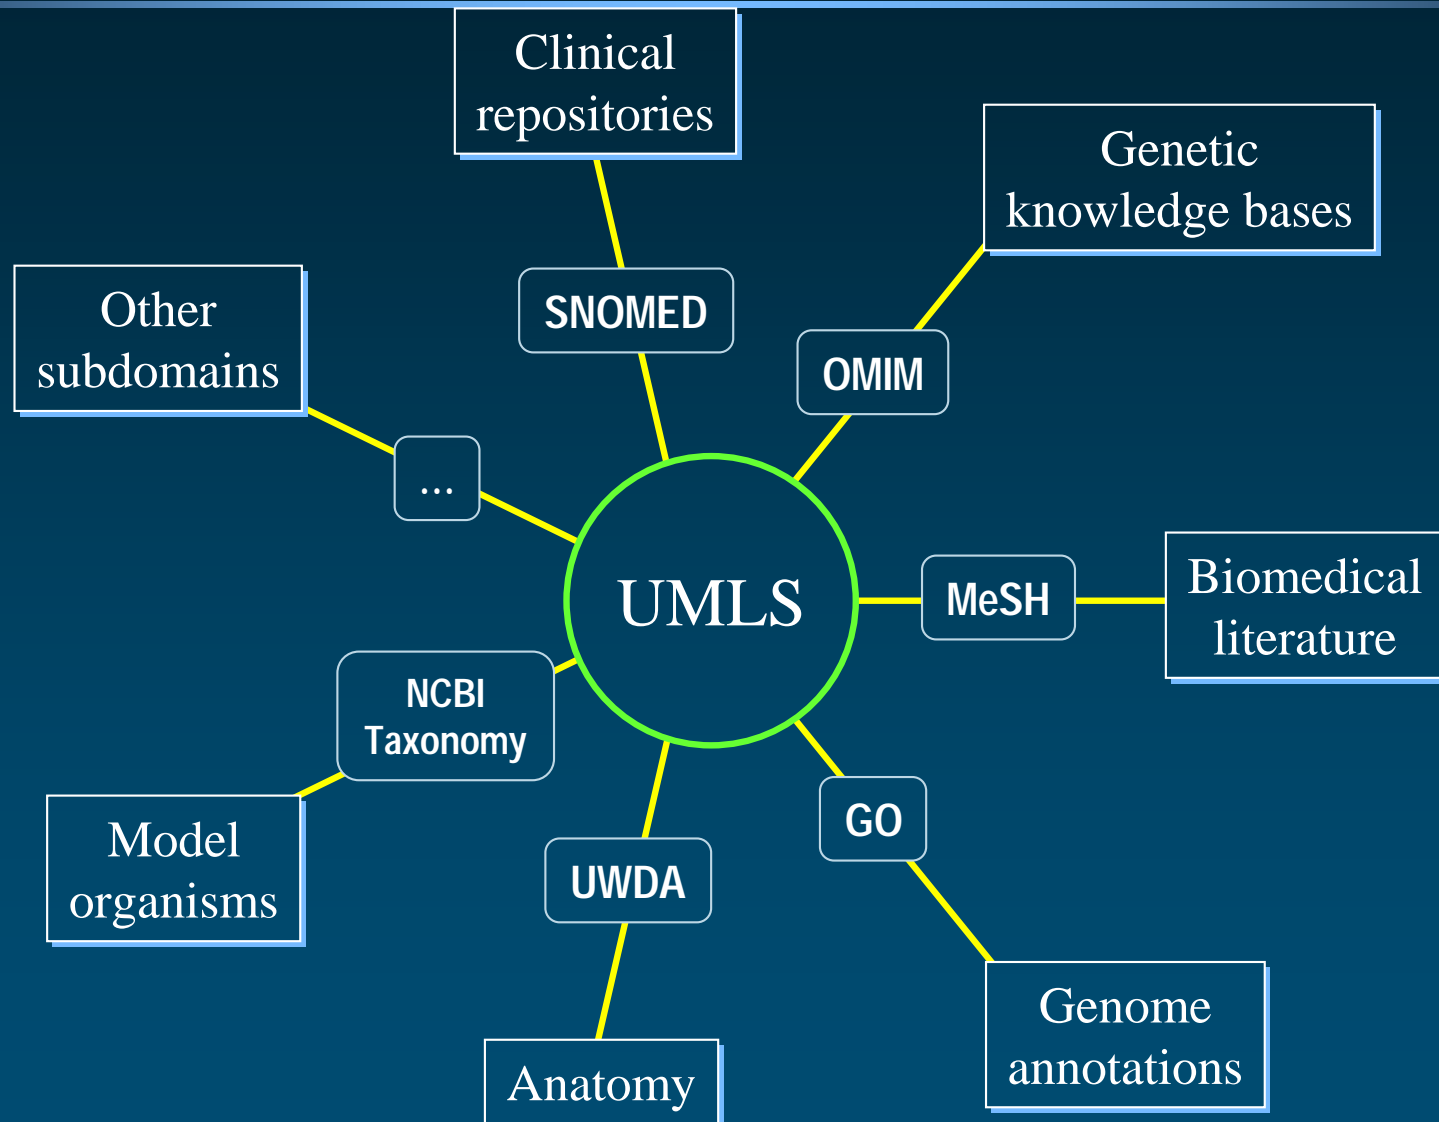 Clinical
repositories
Genetic
knowledge bases
Other
subdomains
SNOMED
OMIM
...
UMLS
MeSH
Biomedical
literature
NCBI
Taxonomy
GO
Model
organisms
UWDA
Genome
annotations
Anatomy